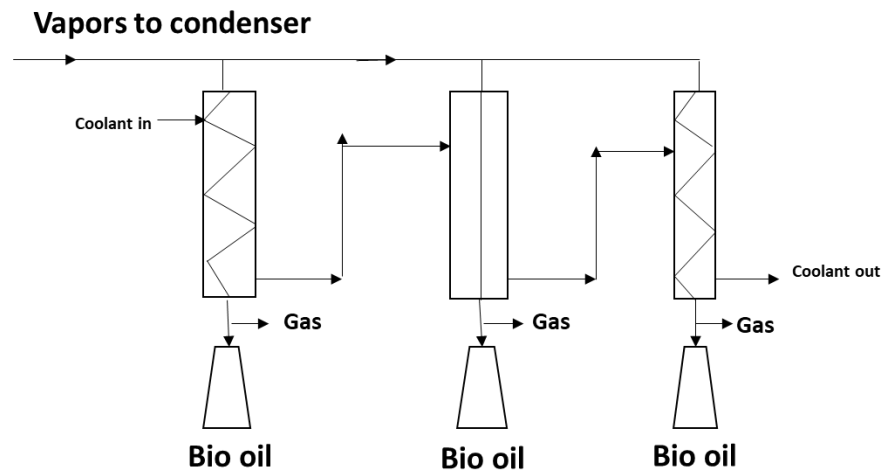 Vapors to condenser
Coolant in
Coolant out
Gas
Gas
Gas
Bio oil
Bio oil
Bio oil